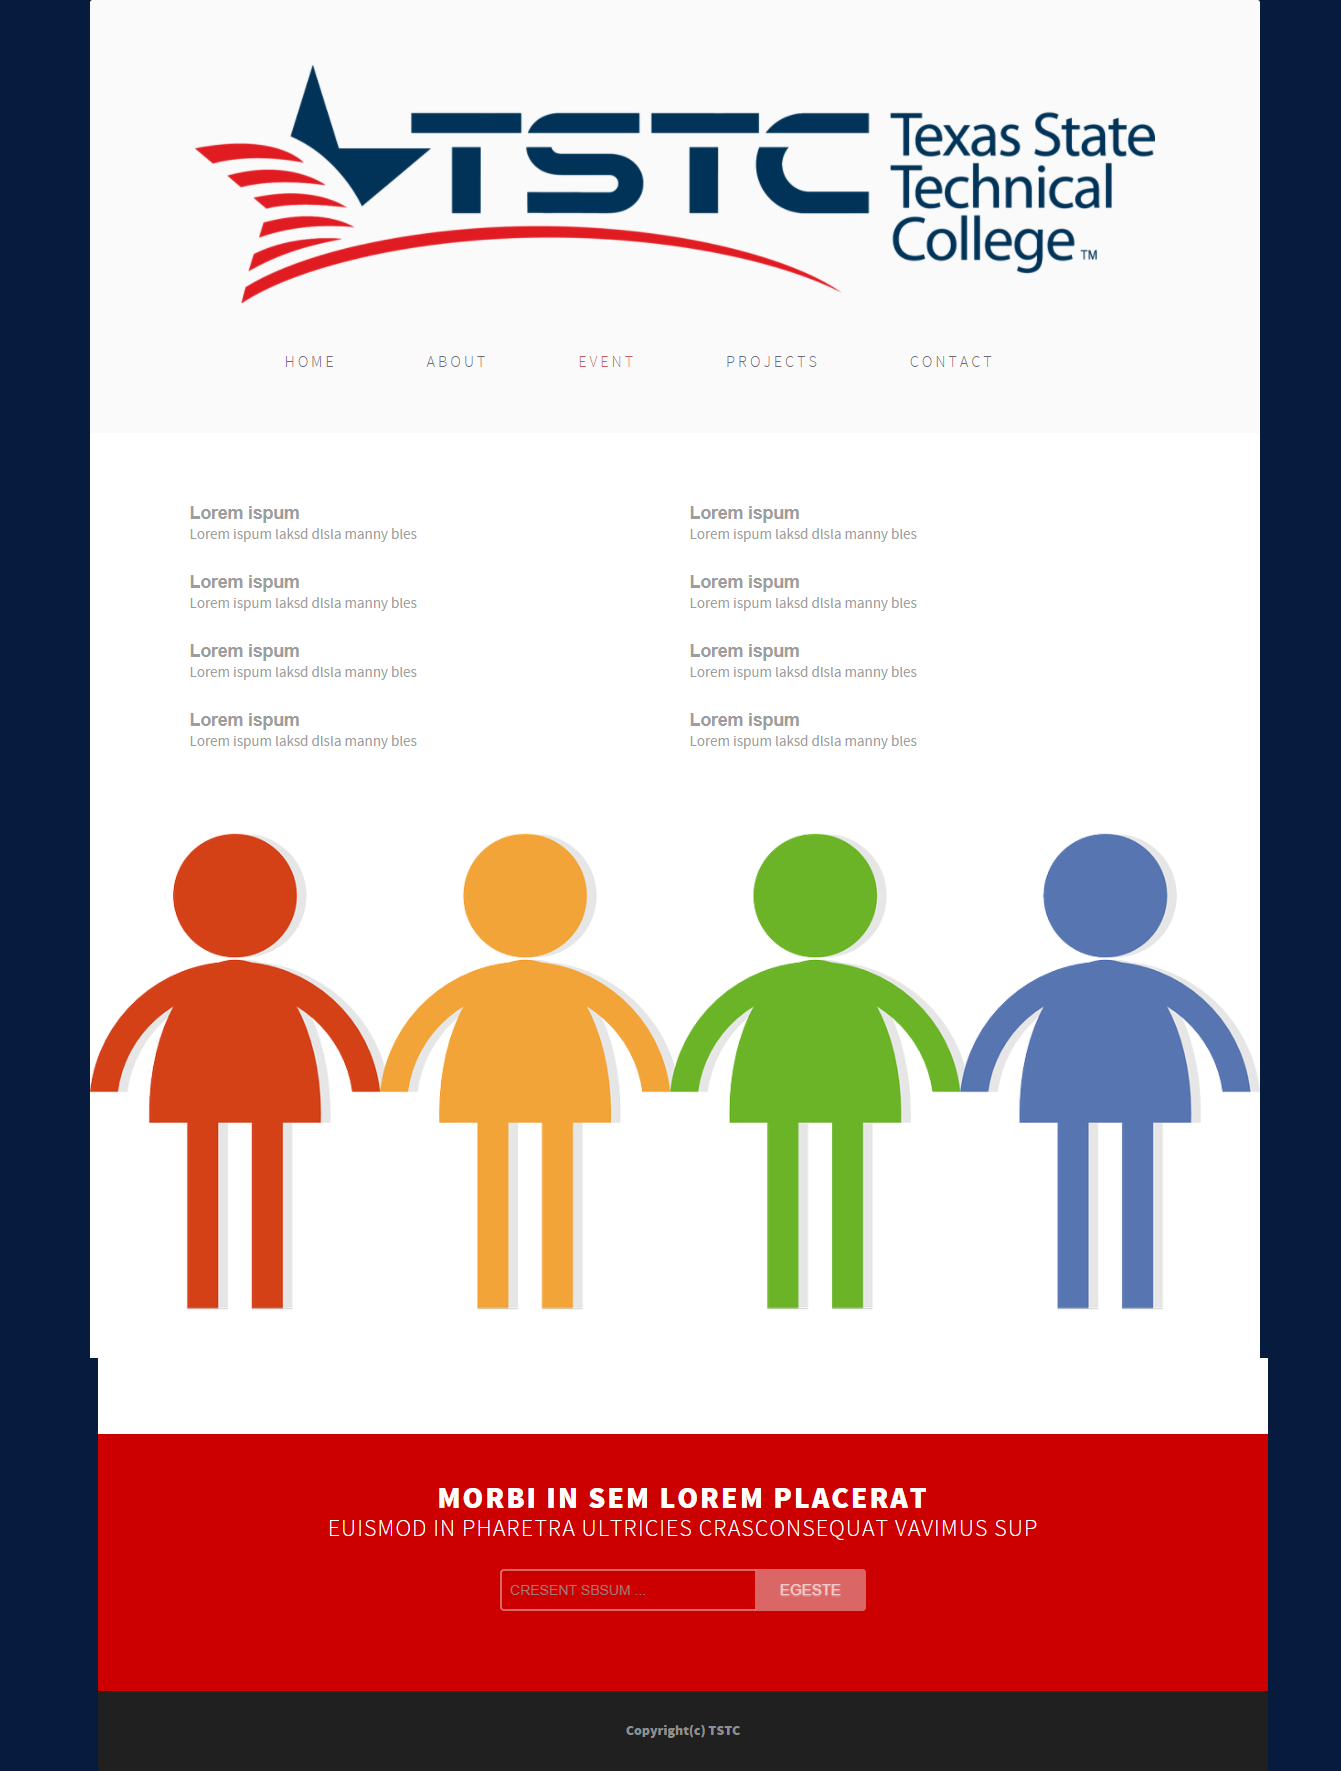 TSTC Texas State
Technical
College TM
HOME ABOUT EVENT PROJECTS CONTACT
Lorem ispum
Lorem ispum laksd dlsla manny bles
Lorem ispum
Lorem ispum laksd dlsla manny bles
Lorem ispum
Lorem ispum laksd dlsla manny bles
Lorem ispum
Lorem ispum laksd dlsla manny bles
Lorem ispum
Lorem ispum laksd dlsla manny bles
Lorem ispum
Lorem ispum laksd dlsla manny bles
Lorem ispum
Lorem ispum laksd dlsla manny bles
Lorem ispum
Lorem ispum laksd dlsla manny bles
MORBI IN SEM LOREM PLACERAT
EUISMOD IN PHARETRA ULTRICIES CRASCONSEQUAT VAVIMUS SUP
CRESENT SBSUM ... EGESTE
Copyright(c) TSTC